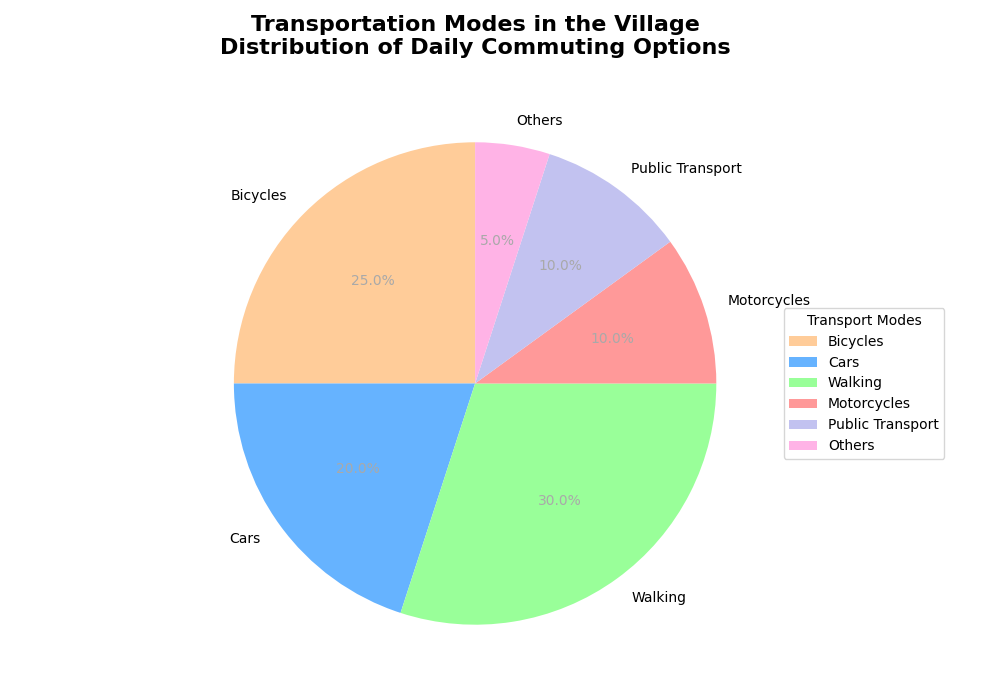 Transportation Modes in the Village
Distribution of Daily Commuting Options
Others
Public Transport
Bicycles
5.0%
10.0%
25.0%
Motorcycles
Transport Modes
10.0%
Bicycles
Cars
Walking
Motorcycles
Public Transport
Others
20.0%
30.0%
Cars
Walking